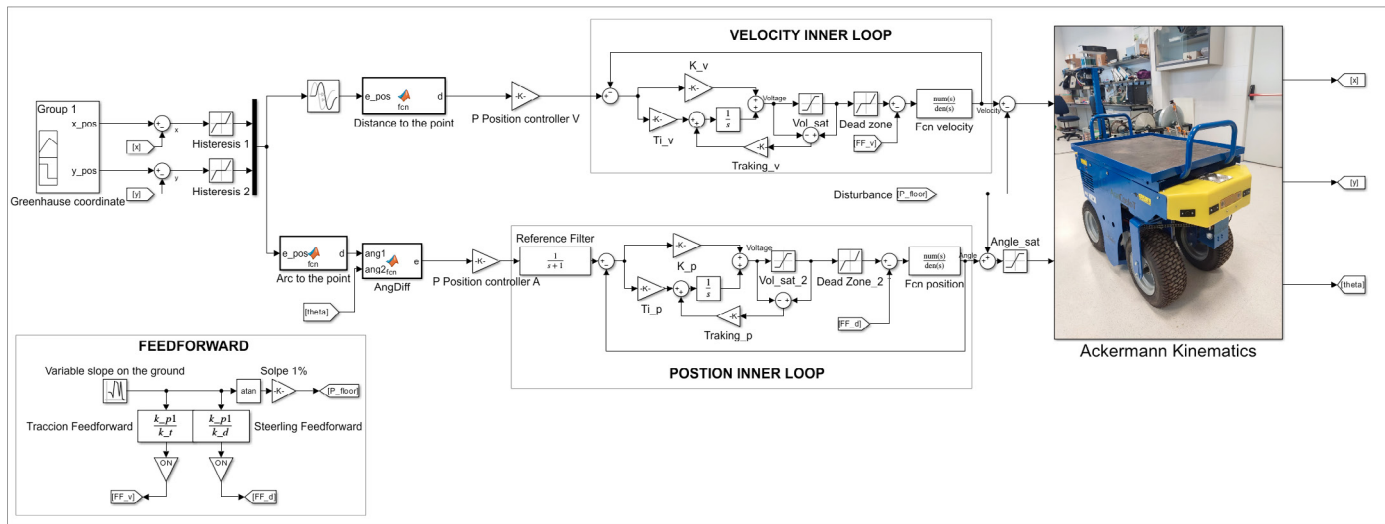 VELOCITY INNER LOOP
K_v
-K-
Group 1
x_pos
y_pos
Greenhause coordinate
+
-
x
[x]
Histeresis 1
+
-
y
[y]
Histeresis 2
e_pos
d
fcn
Distance to the point
-K-
P Position controller V
+
-
-K-
Ti_v
+
+
1
s
+
+
Voltage
Vol_sat
- +
-K-
Traking_v
Dead zone
+
-
[FF_v]
num(s)
den(s)
Fcn velocity
Velocity
+
+
Disturbance
[P_floor]
[x]
[y]
[theta]
Ackermann Kinematics
e_pos
d
fcn
Arc to the point
ang1
ang2
fcn
e
AngDiff
[theta]
-K-
P Position controller A
Reference Filter
1
s + 1
+
-
-K-
K_p
-K-
Ti_p
+
+
1
s
+
+
Voltage
Vol_sat_2
- +
-K-
Traking_p
Dead Zone_2
+
-
[FF_d]
num(s)
den(s)
Fcn position
Angle
+
+
Angle_sat
POSTION INNER LOOP
FEEDFORWARD
Variable slope on the ground
Solpe 1%
atan
-K-
[P_floor]
Traccion Feedforward
k_p1
k_t
k_p1
k_d
Steerling Feedforward
ON
ON
[FF_v]
[FF_d]